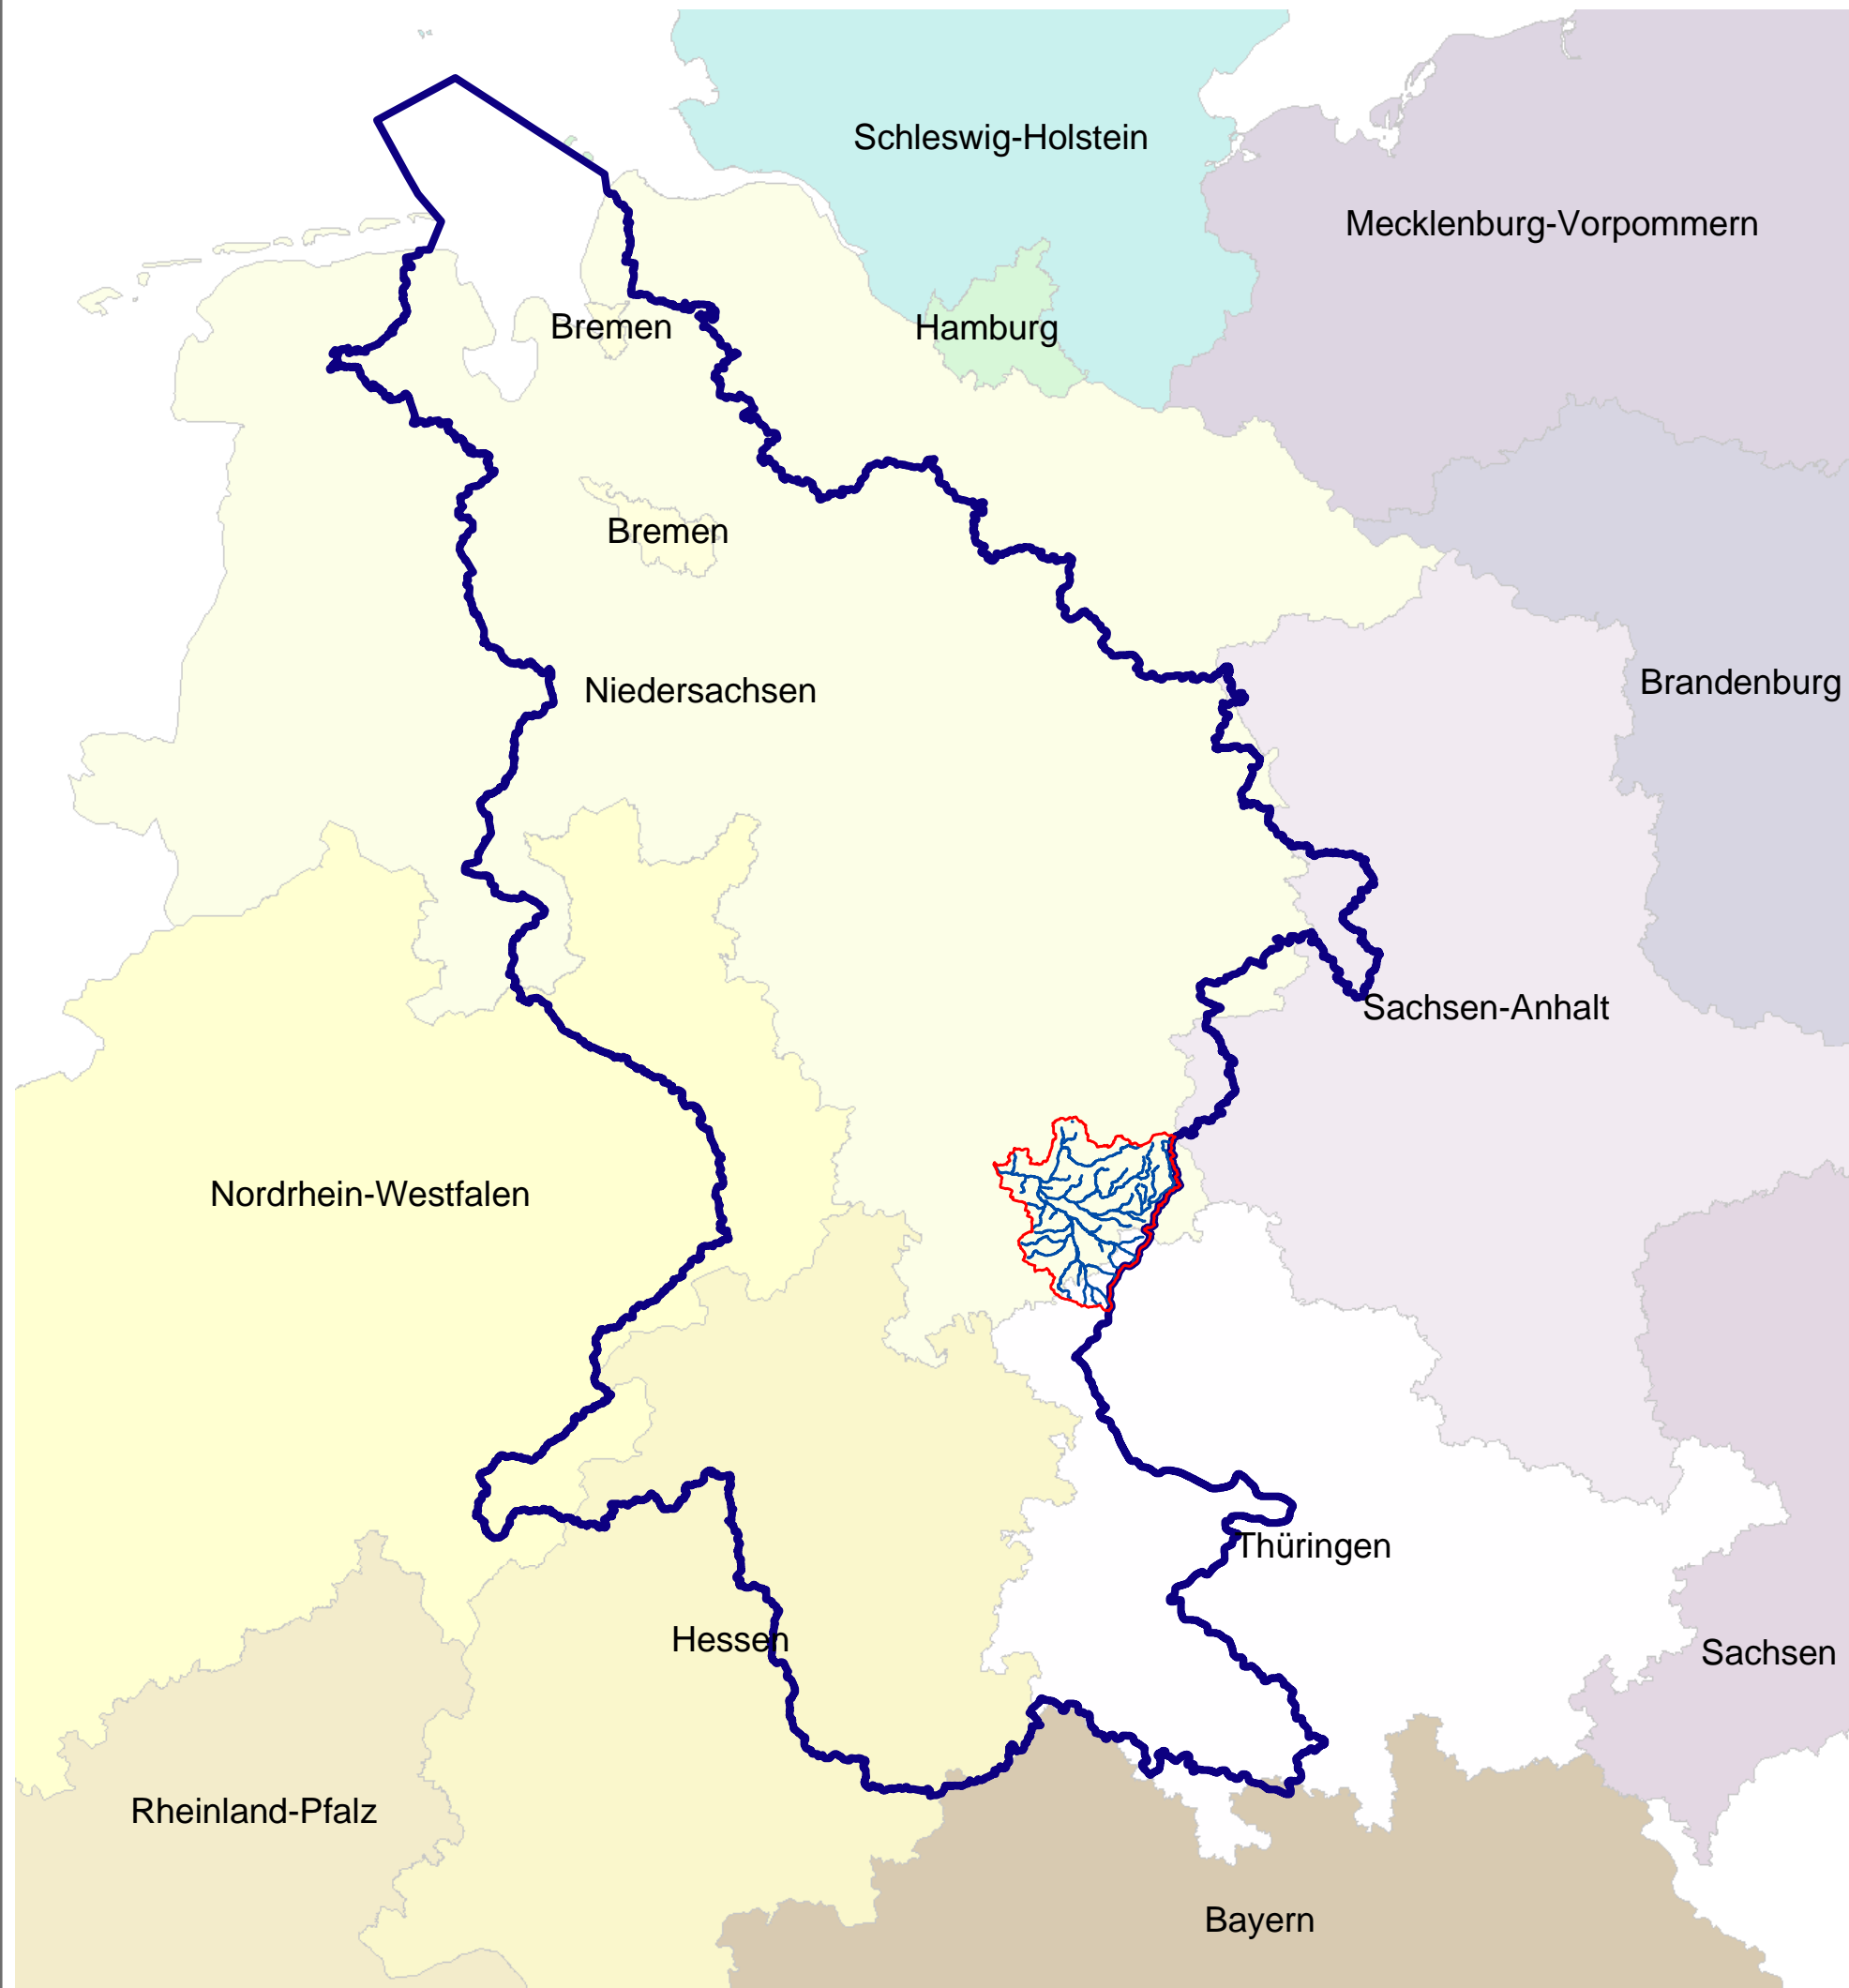 Schleswig-Holstein
Mecklenburg-Vorpommern
Bremen
Hamburg
Bremen
Brandenburg
Niedersachsen
Sachsen-Anhalt
Nordrhein-Westfalen
Thüringen
Hessen
Sachsen
Rheinland-Pfalz
Bayern